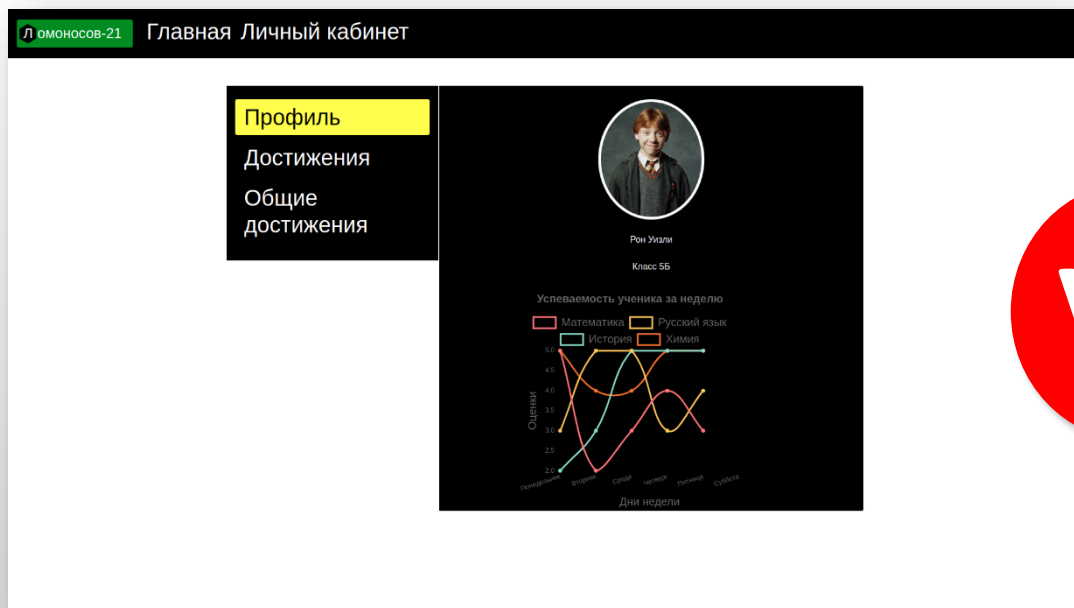 Ломоносов-21 Главная Личный кабинет
Профиль
Достижения
Общие
достижения
Рон Уизли
Класс 5Б
Успеваемость ученика за неделю
Математика Русский язык
История Химия
5.0
4.5
4.0
3.5
3.0
2.5
2.0
Оценки
Понедельник Вторник Среда Четверг Пятница Суббота
Дни недели